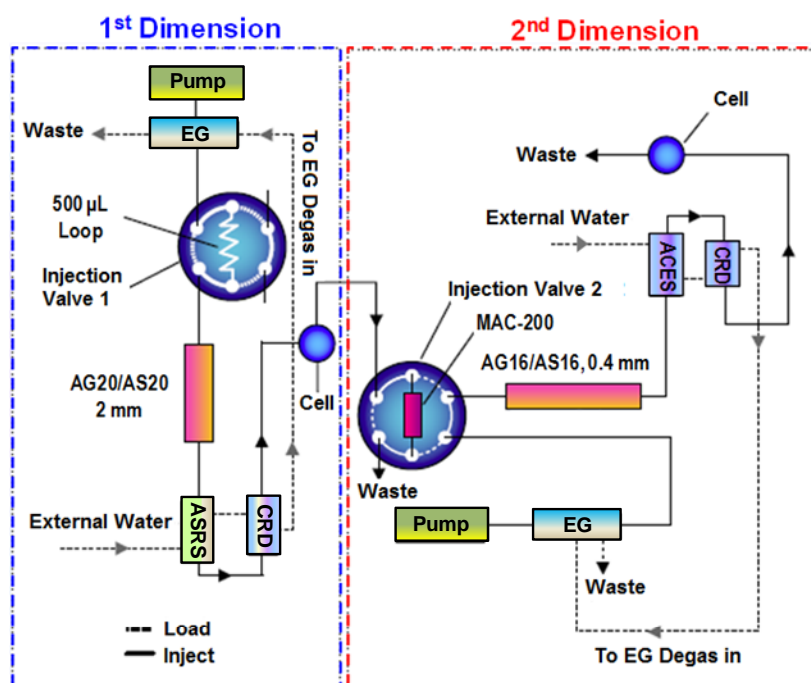 1st Dimension
Pump
Waste
EG
To EG Degas in
500 µL
Loop
Injection
Valve 1
AG20/AS20
2 mm
Cell
External Water
ASRS
CRD
Load
Inject
2nd Dimension
Cell
Waste
External Water
ACES
CRD
Injection Valve 2
MAC-200
AG16/AS16, 0.4 mm
Waste
Pump
EG
Waste
To EG Degas in